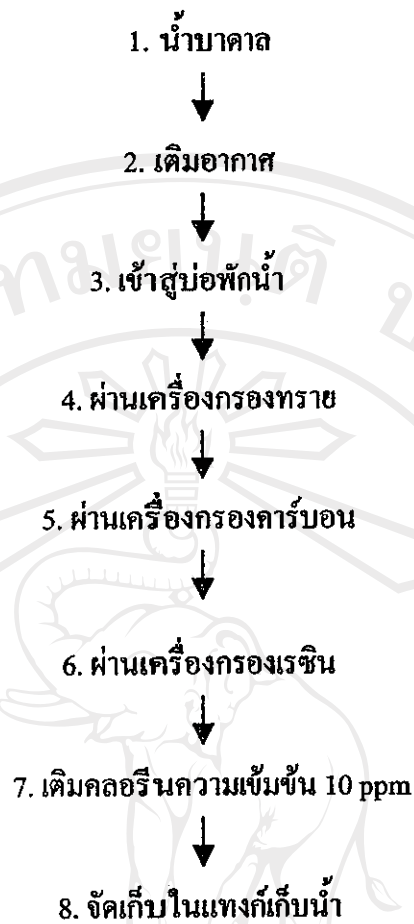 1. น้ำบาดาล
2. เติมอากาศ
3. เข้าสู่บ่อพักน้ำ
4. ผ่านเครื่องกรองทราย
5. ผ่านเครื่องกรองคาร์บอน
6. ผ่านเครื่องกรองเรซิน
7. เติมคลอรีนความเข้มข้น 10 ppm
8. จัดเก็บในแทงก์เก็บน้ำ